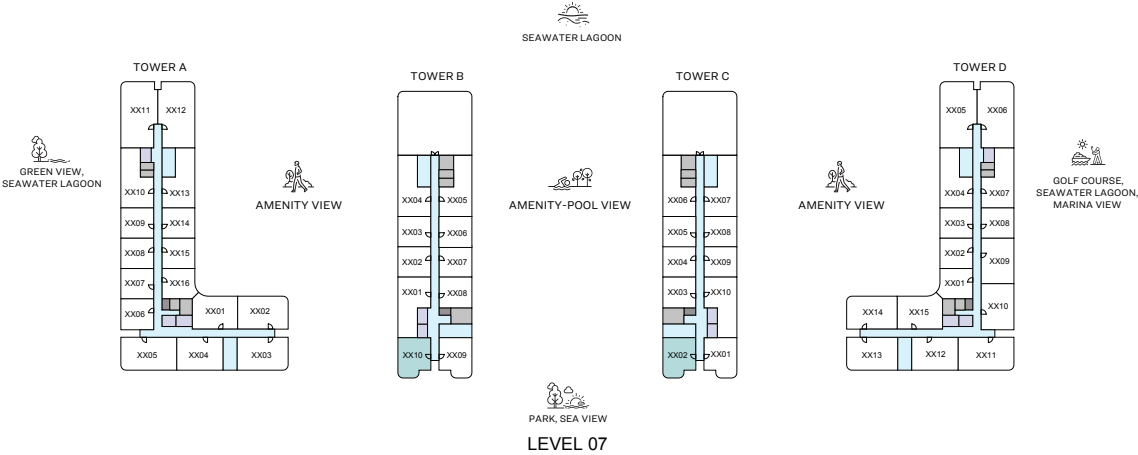 SEAWATER LAGOON
TOWER A
TOWER B
TOWER C
TOWER D
GREEN VIEW,
SEAWATER LAGOON
AMENITY VIEW
AMENITY-POOL VIEW
AMENITY VIEW
GOLF COURSE,
SEAWATER LAGOON,
MARINA VIEW
XX11 XX12
XX10 XX13
XX09 XX14
XX08 XX15
XX07 XX16
XX06 XX01 XX02
XX05 XX04 XX03
XX04 XX05
XX03 XX06
XX02 XX07
XX01 XX08
XX10 XX09
XX06 XX07
XX05 XX08
XX04 XX09
XX03 XX10
XX02 XX01
XX05 XX06
XX04 XX07
XX03 XX08
XX02 XX09
XX01
XX14 XX15 XX10
XX13 XX12 XX11
PARK, SEA VIEW
LEVEL 07